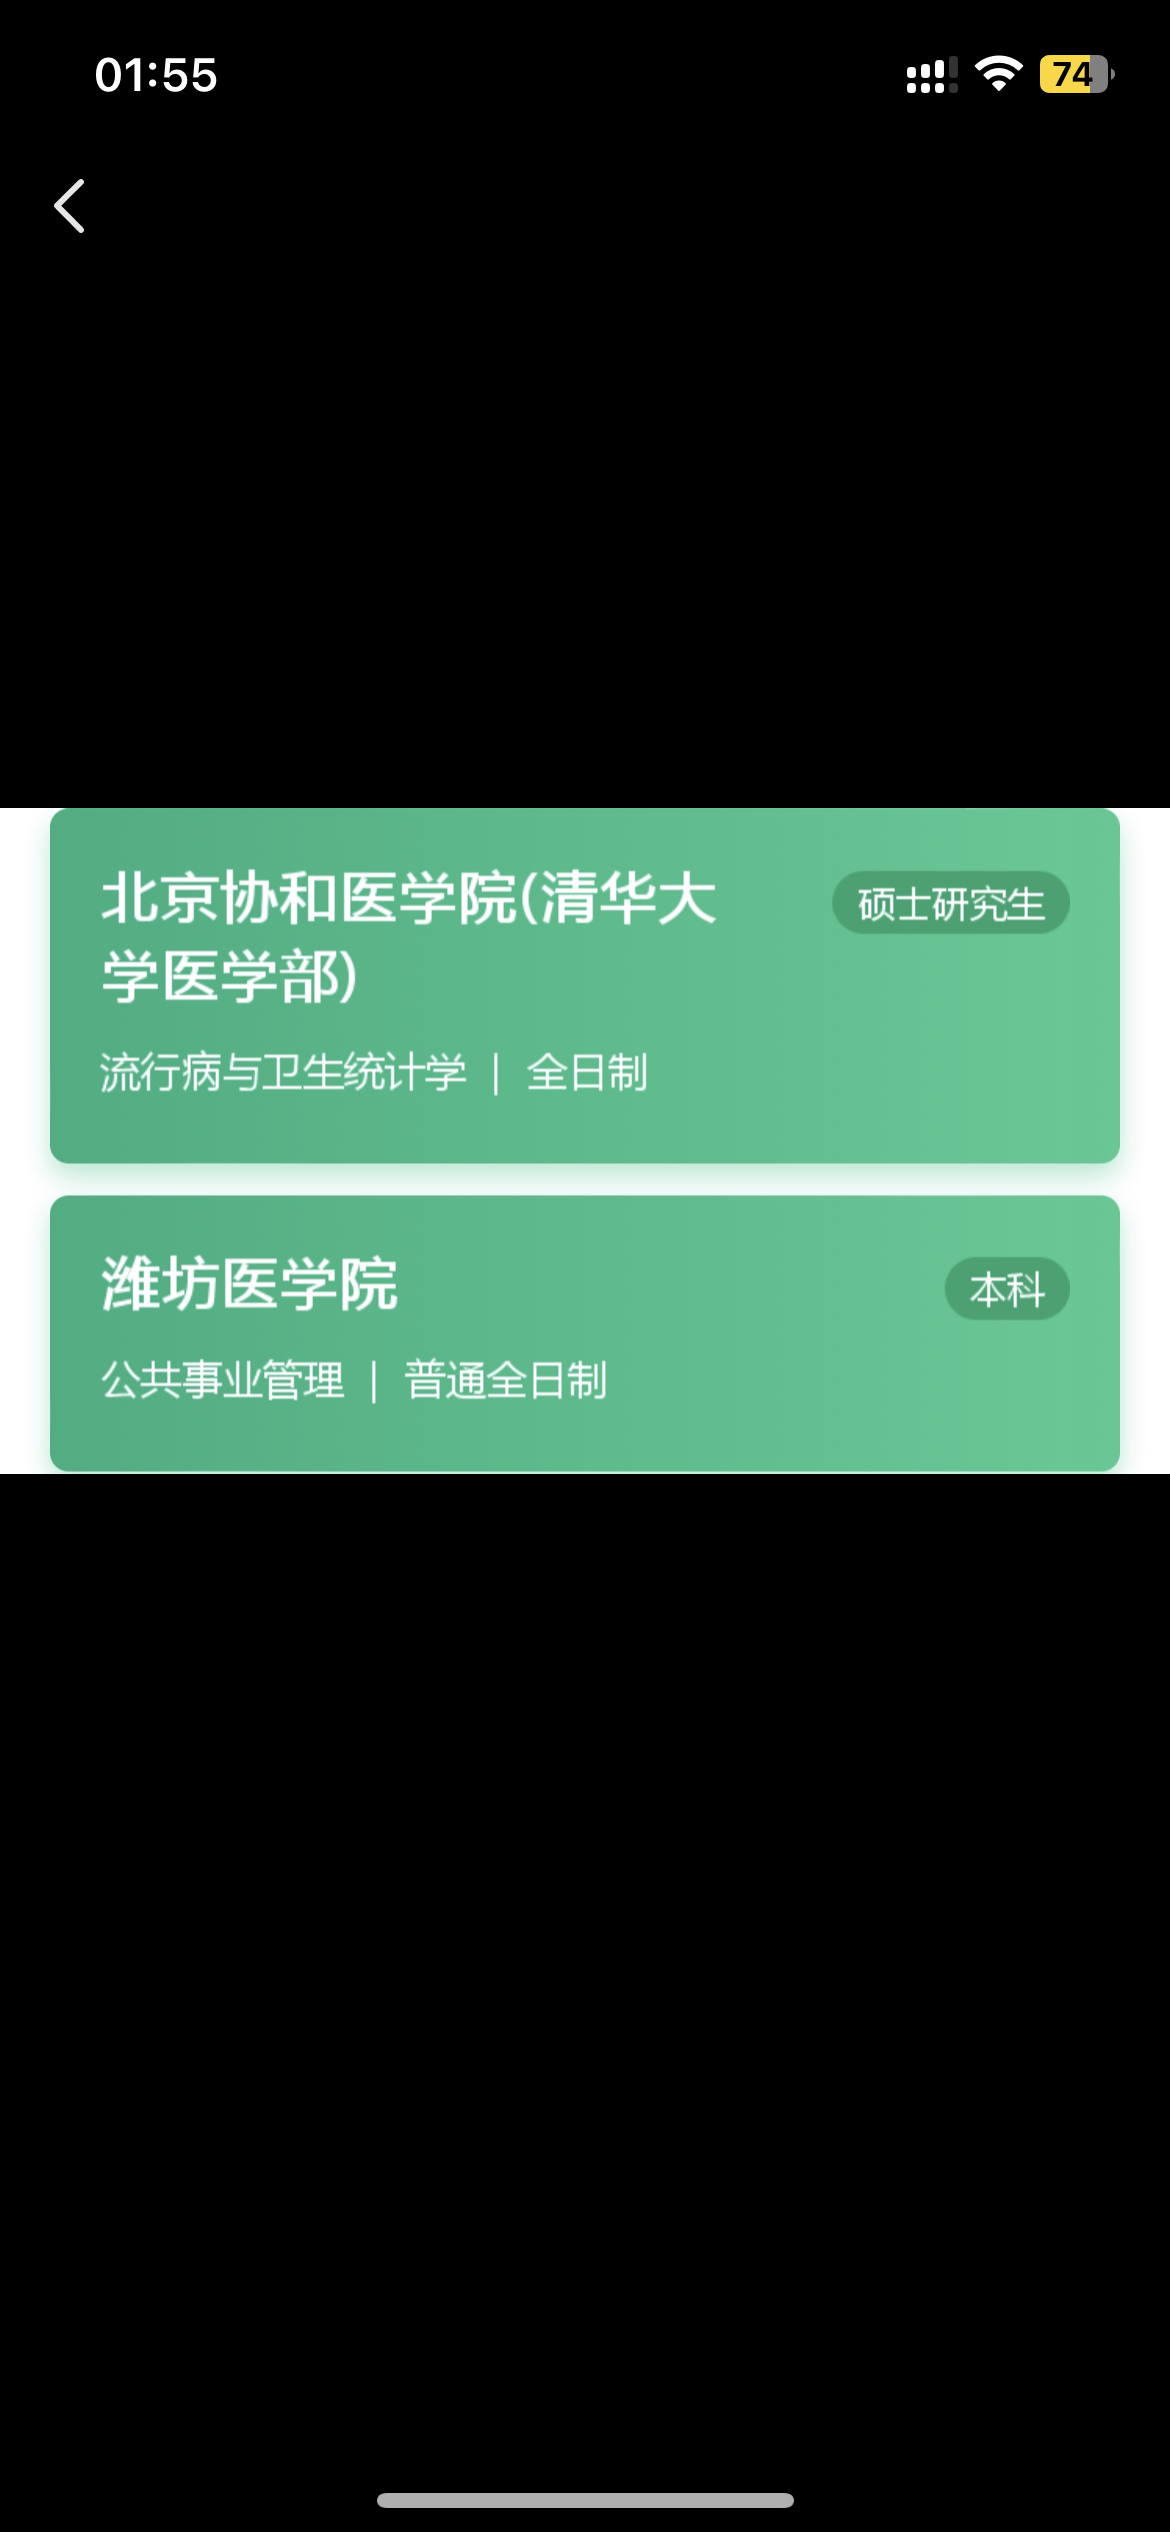 01:55
74
北京协和医学院(清华大
学医学部)
硕士研究生
流行病与卫生统计学 | 全日制
潍坊医学院
本科
公共事业管理 | 普通全日制